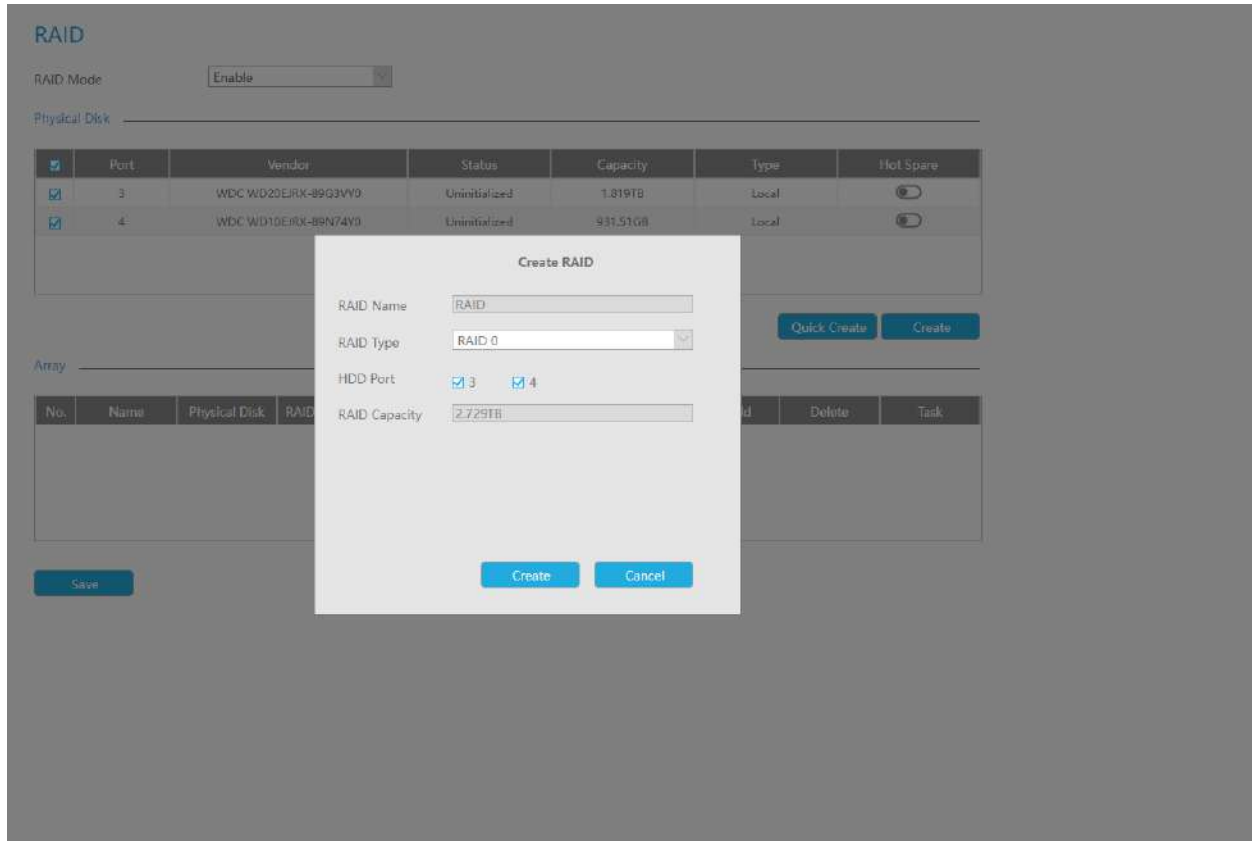 RAID
RAID Mode Enable
Physical Disk
Port Vendor Status Capacity Type Hot Spare
3 WDC WD20EJRX-89G3VY0 Uninitialized 1.819TB Local
4 WDC WD10EJRX-89N74Y0 Uninitialized 931.51GB Local
Create RAID
RAID Name RAID
RAID Type RAID 0
HDD Port 3 4
RAID Capacity 2.729TB
Create Cancel
Quick Create Create
Array
No. Name Physical Disk RAID Delete Task
Save